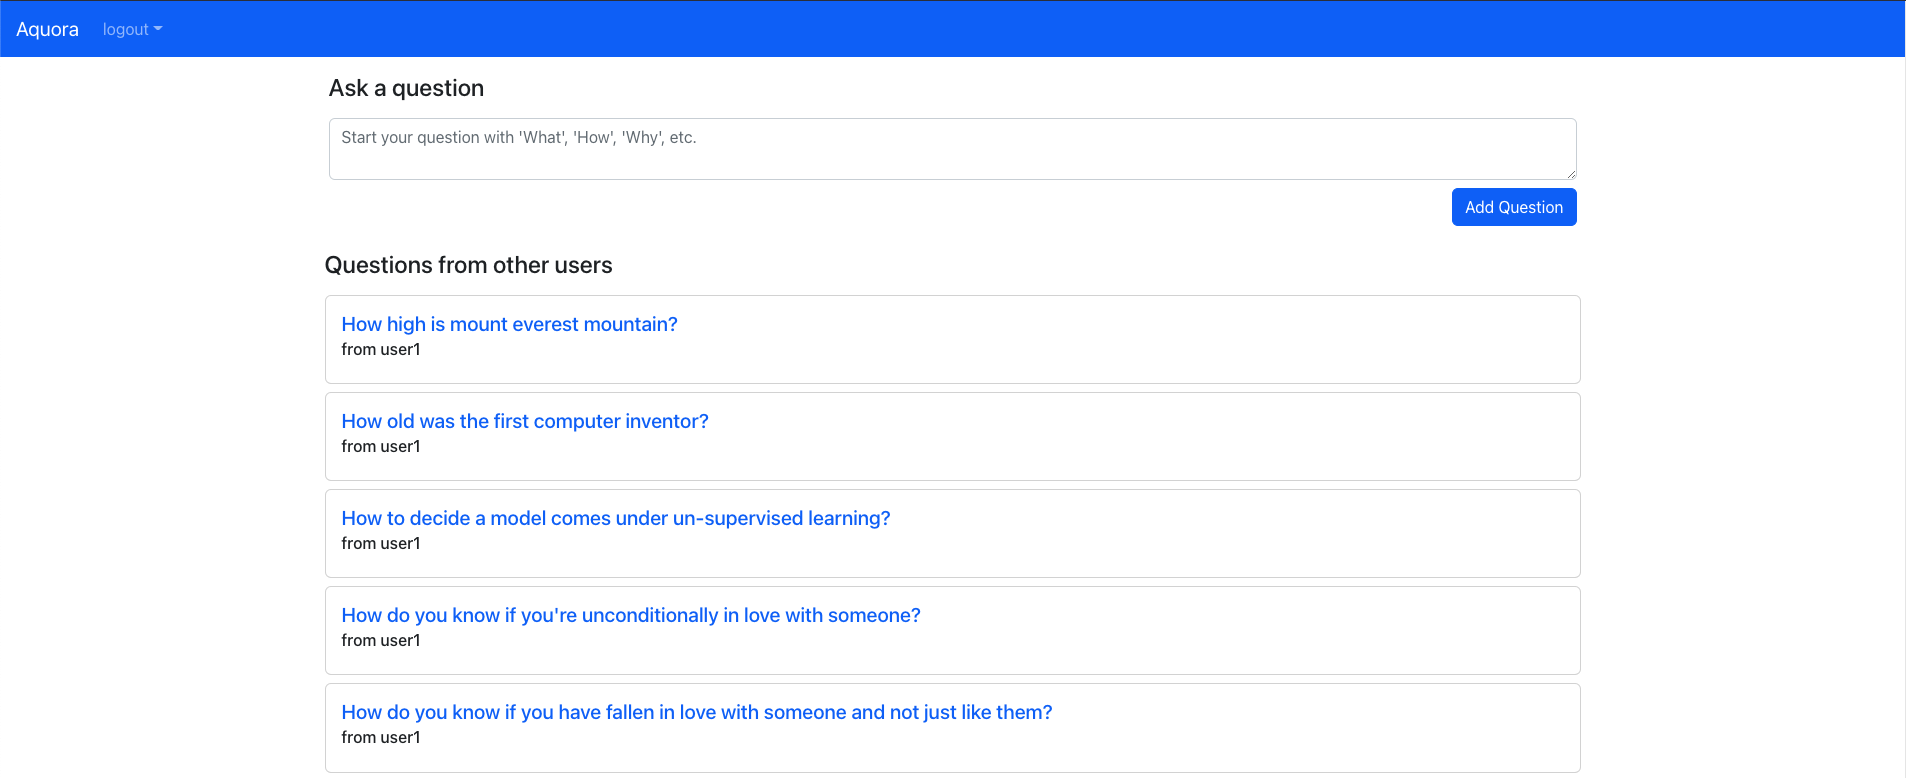 Aquora logout
Ask a question
Start your question with 'What', 'How', 'Why', etc.
Add Question
Questions from other users
How high is mount everest mountain?
from user1
How old was the first computer inventor?
from user1
How to decide a model comes under un-supervised learning?
from user1
How do you know if you're unconditionally in love with someone?
from user1
How do you know if you have fallen in love with someone and not just like them?
from user1